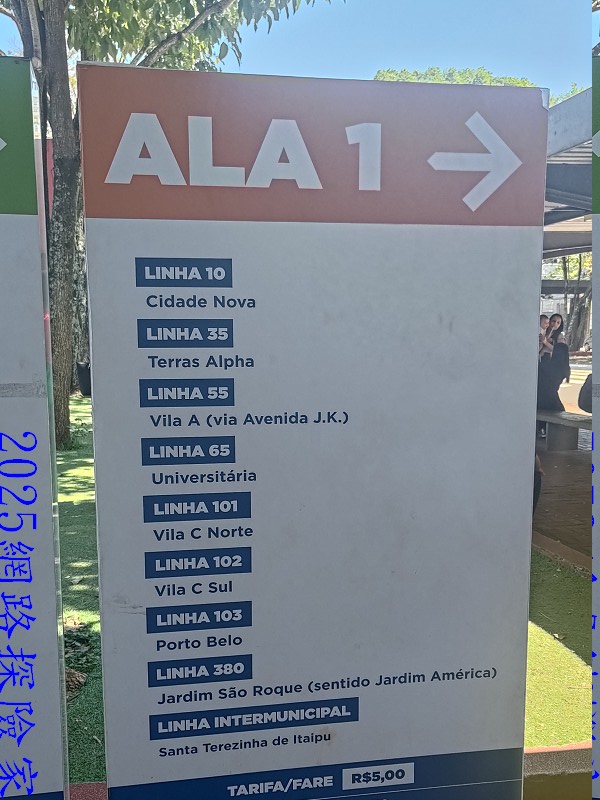 ALA 1 →
LINHA 10
Cidade Nova
LINHA 35
Terras Alpha
LINHA 55
Vila A (via Avenida J.K.)
LINHA 65
Universitária
LINHA 101
Vila C Norte
LINHA 102
Vila C Sul
LINHA 103
Porto Belo
LINHA 380
Jardim São Roque (sentido Jardim América)
LINHA INTERMUNICIPAL
Santa Terezinha de Itaipu
TARIFA/FARE R$5,00
2025網路探險家